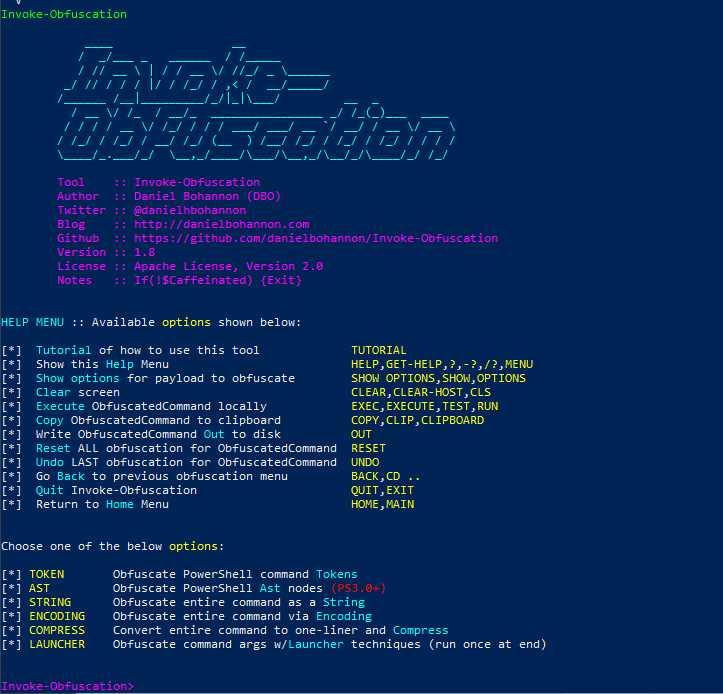 Invoke-Obfuscation
Tool :: Invoke-Obfuscation
Author :: Daniel Bohannon (DBO)
Twitter :: @danielhbohannon
Blog :: http://danielbohannon.com
Github :: https://github.com/danielbohannon/Invoke-Obfuscation
Version :: 1.8
License :: Apache License, Version 2.0
Notes :: If(!$Caffeinated) {Exit}
HELP MENU :: Available options shown below:
[*] Tutorial of how to use this tool TUTORIAL
[*] Show this Help Menu HELP,GET-HELP,?,-?,/?,MENU
[*] Show options for payload to obfuscate SHOW OPTIONS,SHOW,OPTIONS
[*] Clear screen CLEAR,CLEAR-HOST,CLS
[*] Execute ObfuscatedCommand locally EXEC,EXECUTE,TEST,RUN
[*] Copy ObfuscatedCommand to clipboard COPY,CLIP,CLIPBOARD
[*] Write ObfuscatedCommand Out to disk OUT
[*] Reset ALL obfuscation for ObfuscatedCommand RESET
[*] Undo LAST obfuscation for ObfuscatedCommand UNDO
[*] Go Back to previous obfuscation menu BACK,CD ..
[*] Quit Invoke-Obfuscation QUIT,EXIT
[*] Return to Home Menu HOME,MAIN
Choose one of the below options:
[*] TOKEN Obfuscate PowerShell command Tokens
[*] AST Obfuscate PowerShell Ast nodes (PS3.0+)
[*] STRING Obfuscate entire command as a String
[*] ENCODING Obfuscate entire command via Encoding
[*] COMPRESS Convert entire command to one-liner and Compress
[*] LAUNCHER Obfuscate command args w/Launcher techniques (run once at end)
Invoke-Obfuscation>